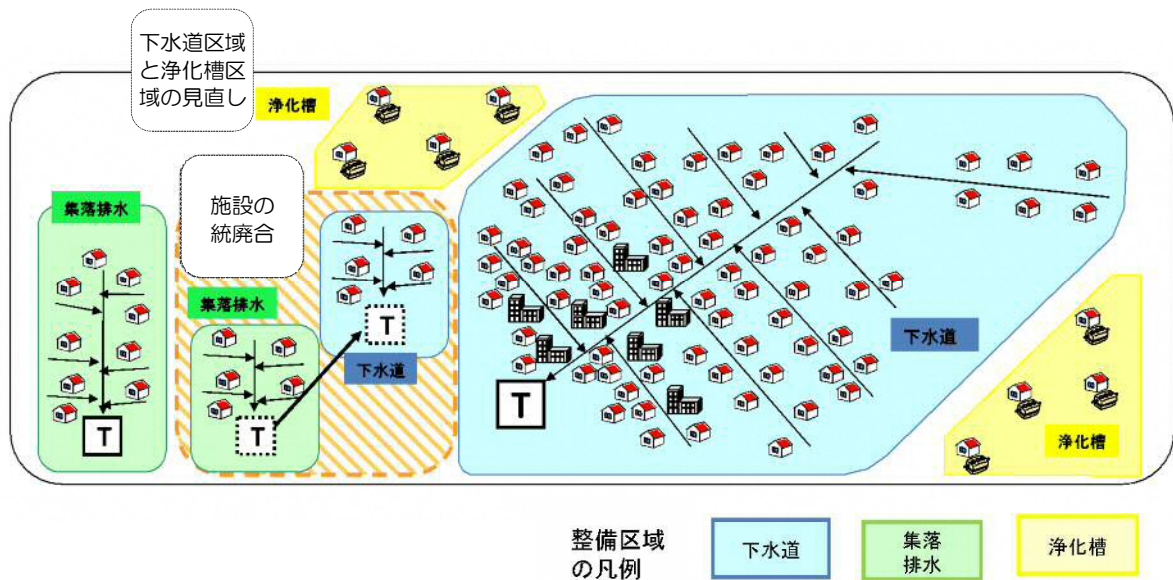 下水道区域
と浄化槽区
域の見直し
浄化槽
施設の
統廃合
集落排水
集落排水
T
下水道
T
T
T
下水道
浄化槽
整備区域
の凡例
下水道
集落
排水
浄化槽